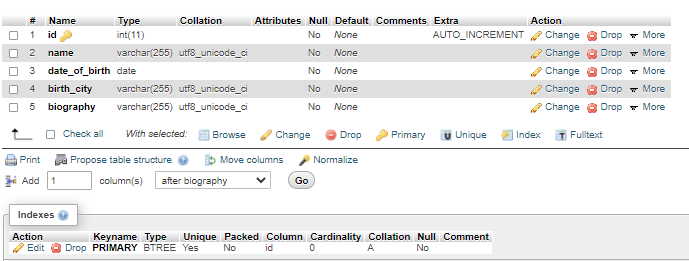 # Name Type Collation Attributes Null Default Comments Extra Action
1 id int(11) No None AUTO_INCREMENT Change Drop More
2 name varchar(255) utf8_unicode_ci No None Change Drop More
3 date_of_birth date No None Change Drop More
4 birth_city varchar(255) utf8_unicode_ci No None Change Drop More
5 biography varchar(255) utf8_unicode_ci No None Change Drop More
Check all With selected: Browse Change Drop Primary Unique Index Fulltext
Print Propose table structure Move columns Normalize
Add 1 column(s) after biography Go
Indexes
Action Keyname Type Unique Packed Column Cardinality Collation Null Comment
Edit Drop PRIMARY BTREE Yes No id 0 A No